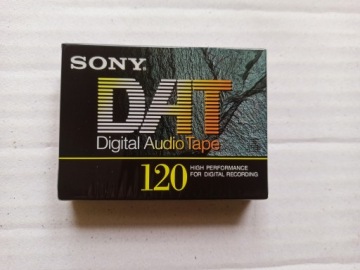 SONY
DAT
Digital Audio Tape
120
HIGH PERFORMANCE
FOR DIGITAL RECORDING